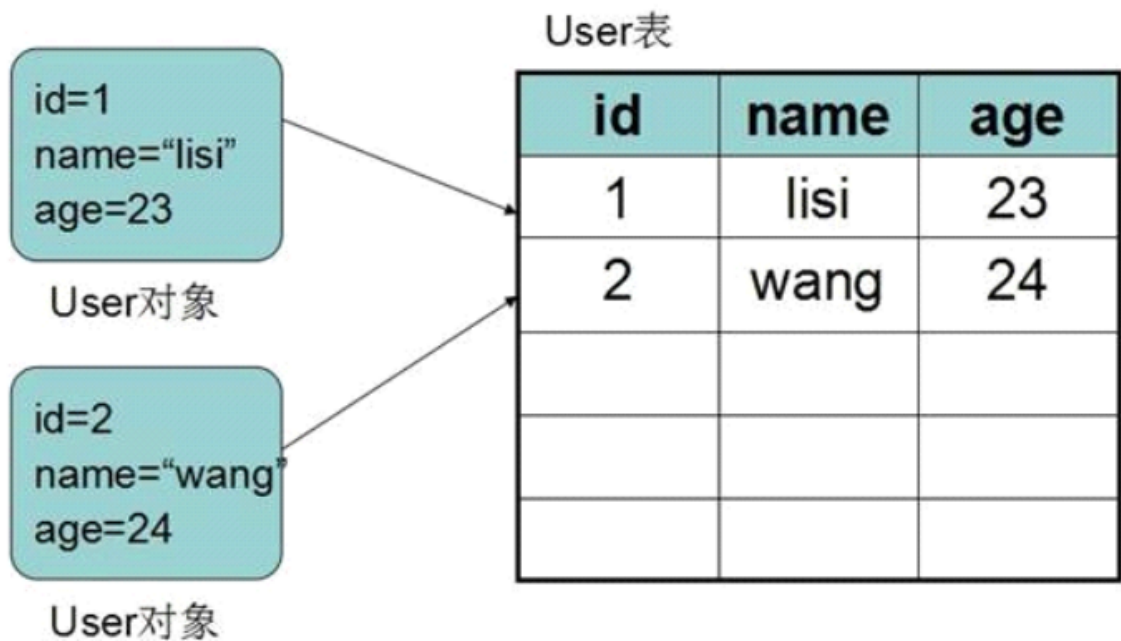 User表
id=1
name=“lisi”
age=23
User对象
id=2
name=“wang”
age=24
User对象
id name age
1 lisi 23
2 wang 24